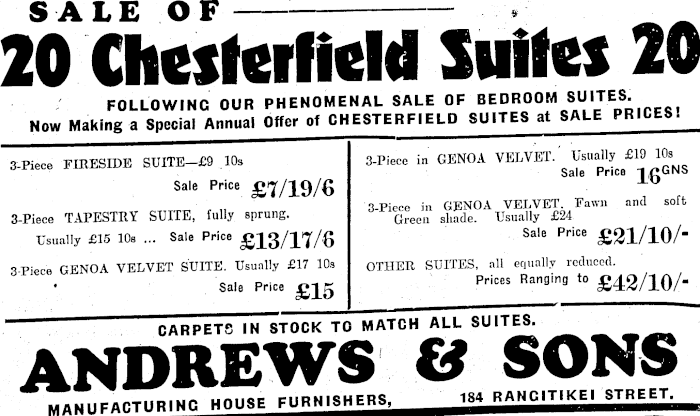 SALE OF
20 Chesterfield Suites 20
FOLLOWING OUR PHENOMENAL SALE OF BEDROOM SUITES.
Now Making a Special Annual Offer of CHESTERFIELD SUITES at SALE PRICES!
3-Piece FIRESIDE SUITE—£9 10s
Sale Price £7/19/6
3-Piece TAPESTRY SUITE, fully sprung.
Usually £15 10s ... Sale Price £13/17/6
3-Piece GENOA VELVET SUITE. Usually £17 10s
Sale Price £15
3-Piece in GENOA VELVET. Usually £19 10s
Sale Price 16GNS
3-Piece in GENOA VELVET. Fawn and soft
Green shade. Usually £24
Sale Price £21/10/-
OTHER SUITES, all equally reduced.
Prices Ranging to £42/10/-
CARPETS IN STOCK TO MATCH ALL SUITES.
ANDREWS & SONS
MANUFACTURING HOUSE FURNISHERS, 184 RANGITIKEI STREET.